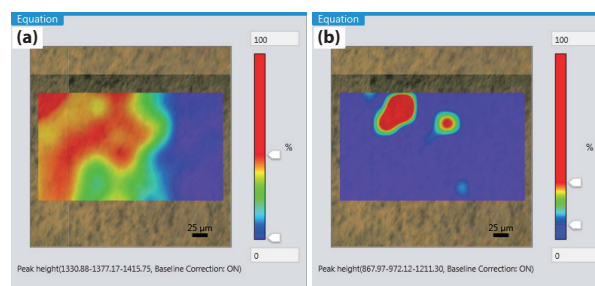 Equation
(a)
100
%
25 µm
0
Peak height(1330.88-1377.17-1415.75, Baseline Correction: ON)
Equation
(b)
100
%
25 µm
0
Peak height(867.97-972.12-1211.30, Baseline Correction: ON)